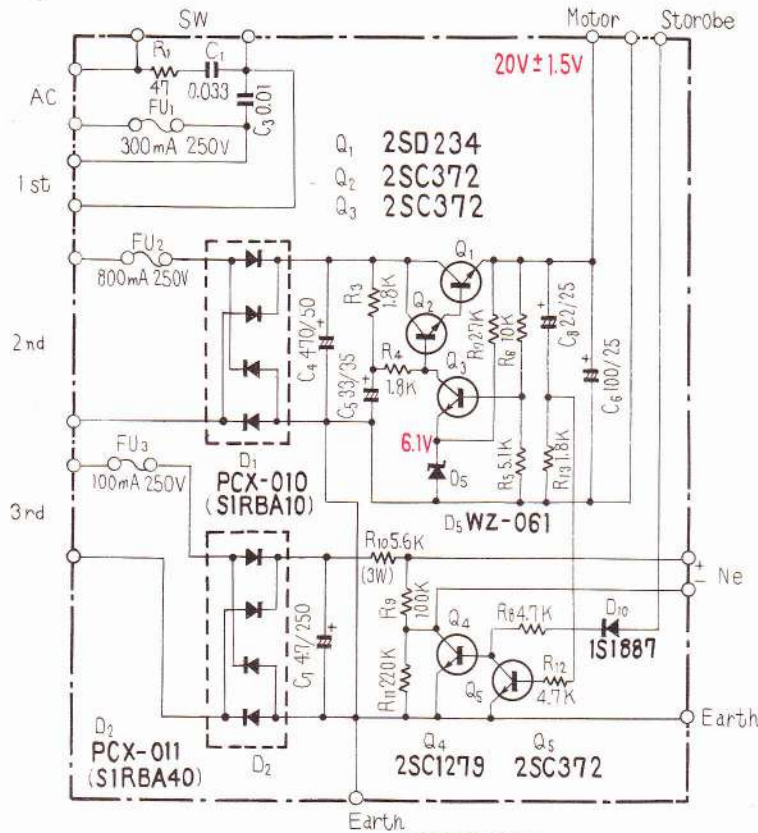 SW
Motor
Storobe
R1
47
C1
0.033
AC
FU1
300mA 250V
C3 0.01
20V±1.5V
1st
Q1 2SD234
Q2 2SC372
Q3 2SC372
FU2
800mA 250V
2nd
C4 470/50
R3
1.8K
Q1
Q2
R4
1.8K
C5 33/35
Q3
R7 27K
R6 10K
C8 22/25
C6 100/25
6.1V
D5
R5 5.1K
R13 1.8K
D5 WZ-061
D1
PCX-010
(S1RBA10)
FU3
100mA 250V
3rd
R10 5.6K
(3W)
+
- Ne
R9
100K
Q4
R8 4.7K
D10
1S1887
C7 4.7/250
R11 220K
Q5
R12
4.7K
Earth
D2
PCX-011
(S1RBA40)
D2
Q4
2SC1279
Q5
2SC372
Earth